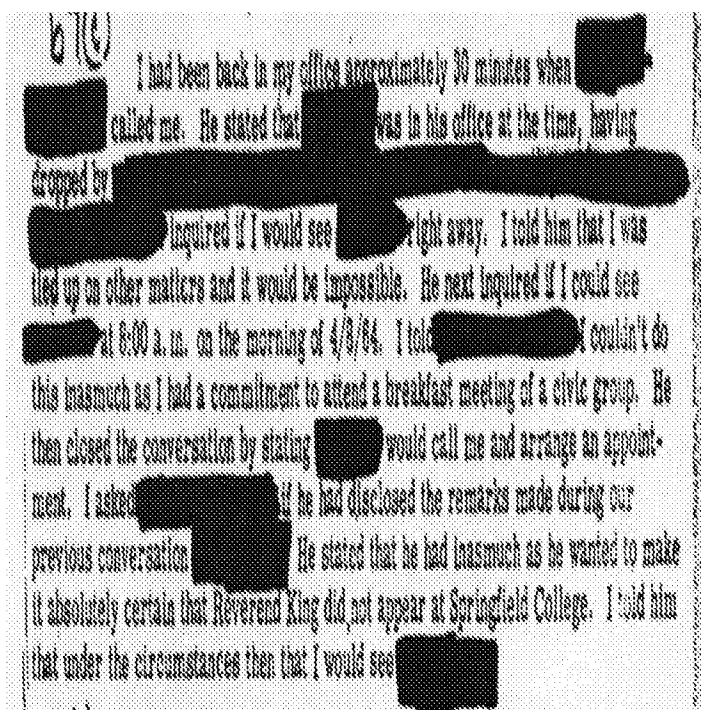 I had been back in my office approximately 30 minutes when
called me. He stated that was in his office at the time, having
dropped by
inquired if I would see right away. I told him that I was
tied up on other matters and it would be impossible. He next inquired if I could see
at 8:00 a. m. on the morning of 4/8/64. I told I couldn't do
this inasmuch as I had a commitment to attend a breakfast meeting of a civic group. He
then closed the conversation by stating would call me and arrange an appoint-
ment. I asked if he had disclosed the remarks made during our
previous conversation He stated that he had inasmuch as he wanted to make
it absolutely certain that Reverend King did not appear at Springfield College. I told him
that under the circumstances then that I would see